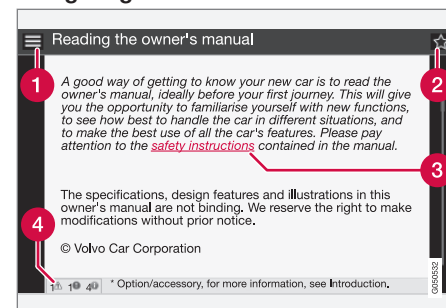 Reading the owner's manual
1
2
A good way of getting to know your new car is to read the
owner's manual, ideally before your first journey. This will give
you the opportunity to familiarise yourself with new functions,
to see how best to handle the car in different situations, and
to make the best use of all the car's features. Please pay
attention to the safety instructions contained in the manual.
3
The specifications, design features and illustrations in this
owner's manual are not binding. We reserve the right to make
modifications without prior notice.
4
© Volvo Car Corporation
1 1 4 * Option/accessory, for more information, see Introduction.
G050532